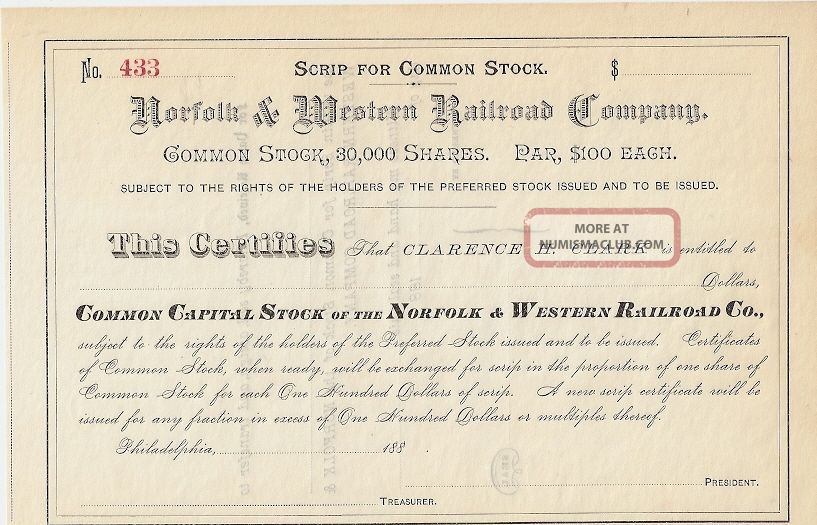 No. 433 SCRIP FOR COMMON STOCK. $
Norfolk & Western Railroad Company.
COMMON STOCK, 30,000 SHARES. PAR, $100 EACH.
SUBJECT TO THE RIGHTS OF THE HOLDERS OF THE PREFERRED STOCK ISSUED AND TO BE ISSUED.
MORE AT
NUMISMACLUB.COM
This Certifies That CLARENCE H. CLARK is entitled to
Dollars,
COMMON CAPITAL STOCK OF THE NORFOLK & WESTERN RAILROAD CO.,
subject to the rights of the holders of the Preferred Stock issued and to be issued. Certificates
of Common Stock, when ready, will be exchanged for scrip in the proportion of one share of
Common Stock for each One Hundred Dollars of scrip. A new scrip certificate will be
issued for any fraction in excess of One Hundred Dollars or multiples thereof.
Philadelphia, 188 .
PRESIDENT.
TREASURER.